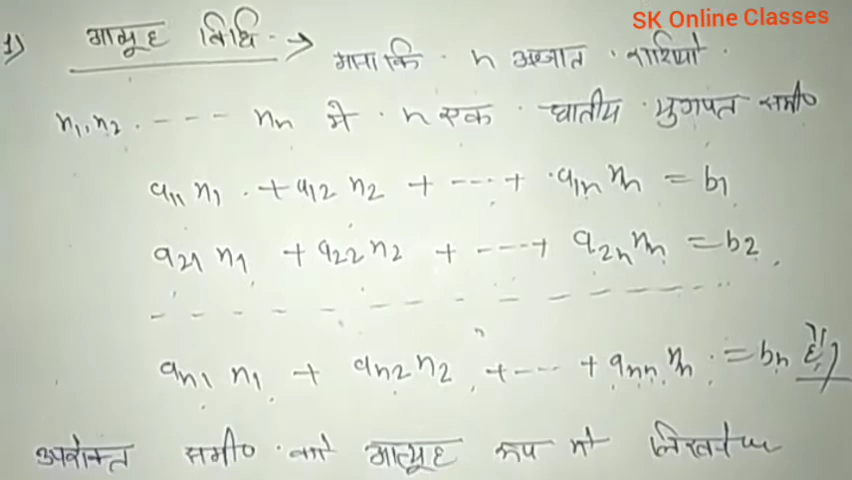 SK Online Classes
1) आव्यूह विधि → माना कि n अज्ञात राशियों
x₁, x₂ ---- xₙ में n एक घातीय युगपत समी०
a₁₁ x₁ + a₁₂ x₂ + ---- + a₁ₙ xₙ = b₁
a₂₁ x₁ + a₂₂ x₂ + ---- + a₂ₙ xₙ = b₂
aₙ₁ x₁ + aₙ₂ x₂ + ---- + aₙₙ xₙ = bₙ है।
उपरोक्त समी० को आव्यूह रूप में लिखने पर